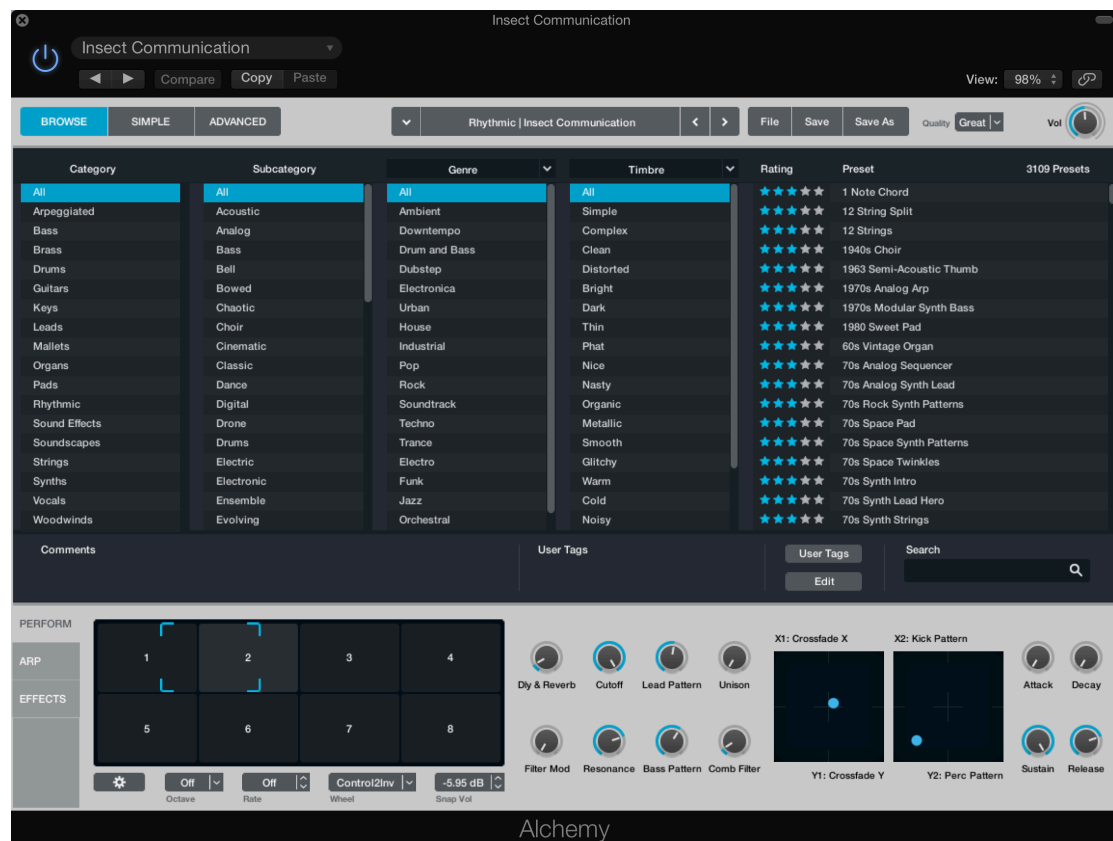 Insect Communication
Insect Communication
Compare Copy Paste
View: 98%
BROWSE SIMPLE ADVANCED
Rhythmic | Insect Communication
File Save Save As
Quality Great
Vol
Category Subcategory Genre Timbre Rating Preset 3109 Presets
All All All All 1 Note Chord
Arpeggiated Acoustic Ambient Simple 12 String Split
Bass Analog Downtempo Complex 12 Strings
Brass Bass Drum and Bass Clean 1940s Choir
Drums Bell Dubstep Distorted 1963 Semi-Acoustic Thumb
Guitars Bowed Electronica Bright 1970s Analog Arp
Keys Chaotic Urban Dark 1970s Modular Synth Bass
Leads Choir House Thin 1980 Sweet Pad
Mallets Cinematic Industrial Phat 60s Vintage Organ
Organs Classic Pop Nice 70s Analog Sequencer
Pads Dance Rock Nasty 70s Analog Synth Lead
Rhythmic Digital Soundtrack Organic 70s Rock Synth Patterns
Sound Effects Drone Techno Metallic 70s Space Pad
Soundscapes Drums Trance Smooth 70s Space Synth Patterns
Strings Electric Electro Glitchy 70s Space Twinkles
Synths Electronic Funk Warm 70s Synth Intro
Vocals Ensemble Jazz Cold 70s Synth Lead Hero
Woodwinds Evolving Orchestral Noisy 70s Synth Strings
Comments User Tags User Tags Search
Edit
PERFORM
ARP
EFFECTS
1 2 3 4
5 6 7 8
Off Off Control2Inv -5.95 dB
Octave Rate Wheel Snap Vol
Dly & Reverb Cutoff Lead Pattern Unison
Filter Mod Resonance Bass Pattern Comb Filter
X1: Crossfade X X2: Kick Pattern
Y1: Crossfade Y Y2: Perc Pattern
Attack Decay
Sustain Release
Alchemy